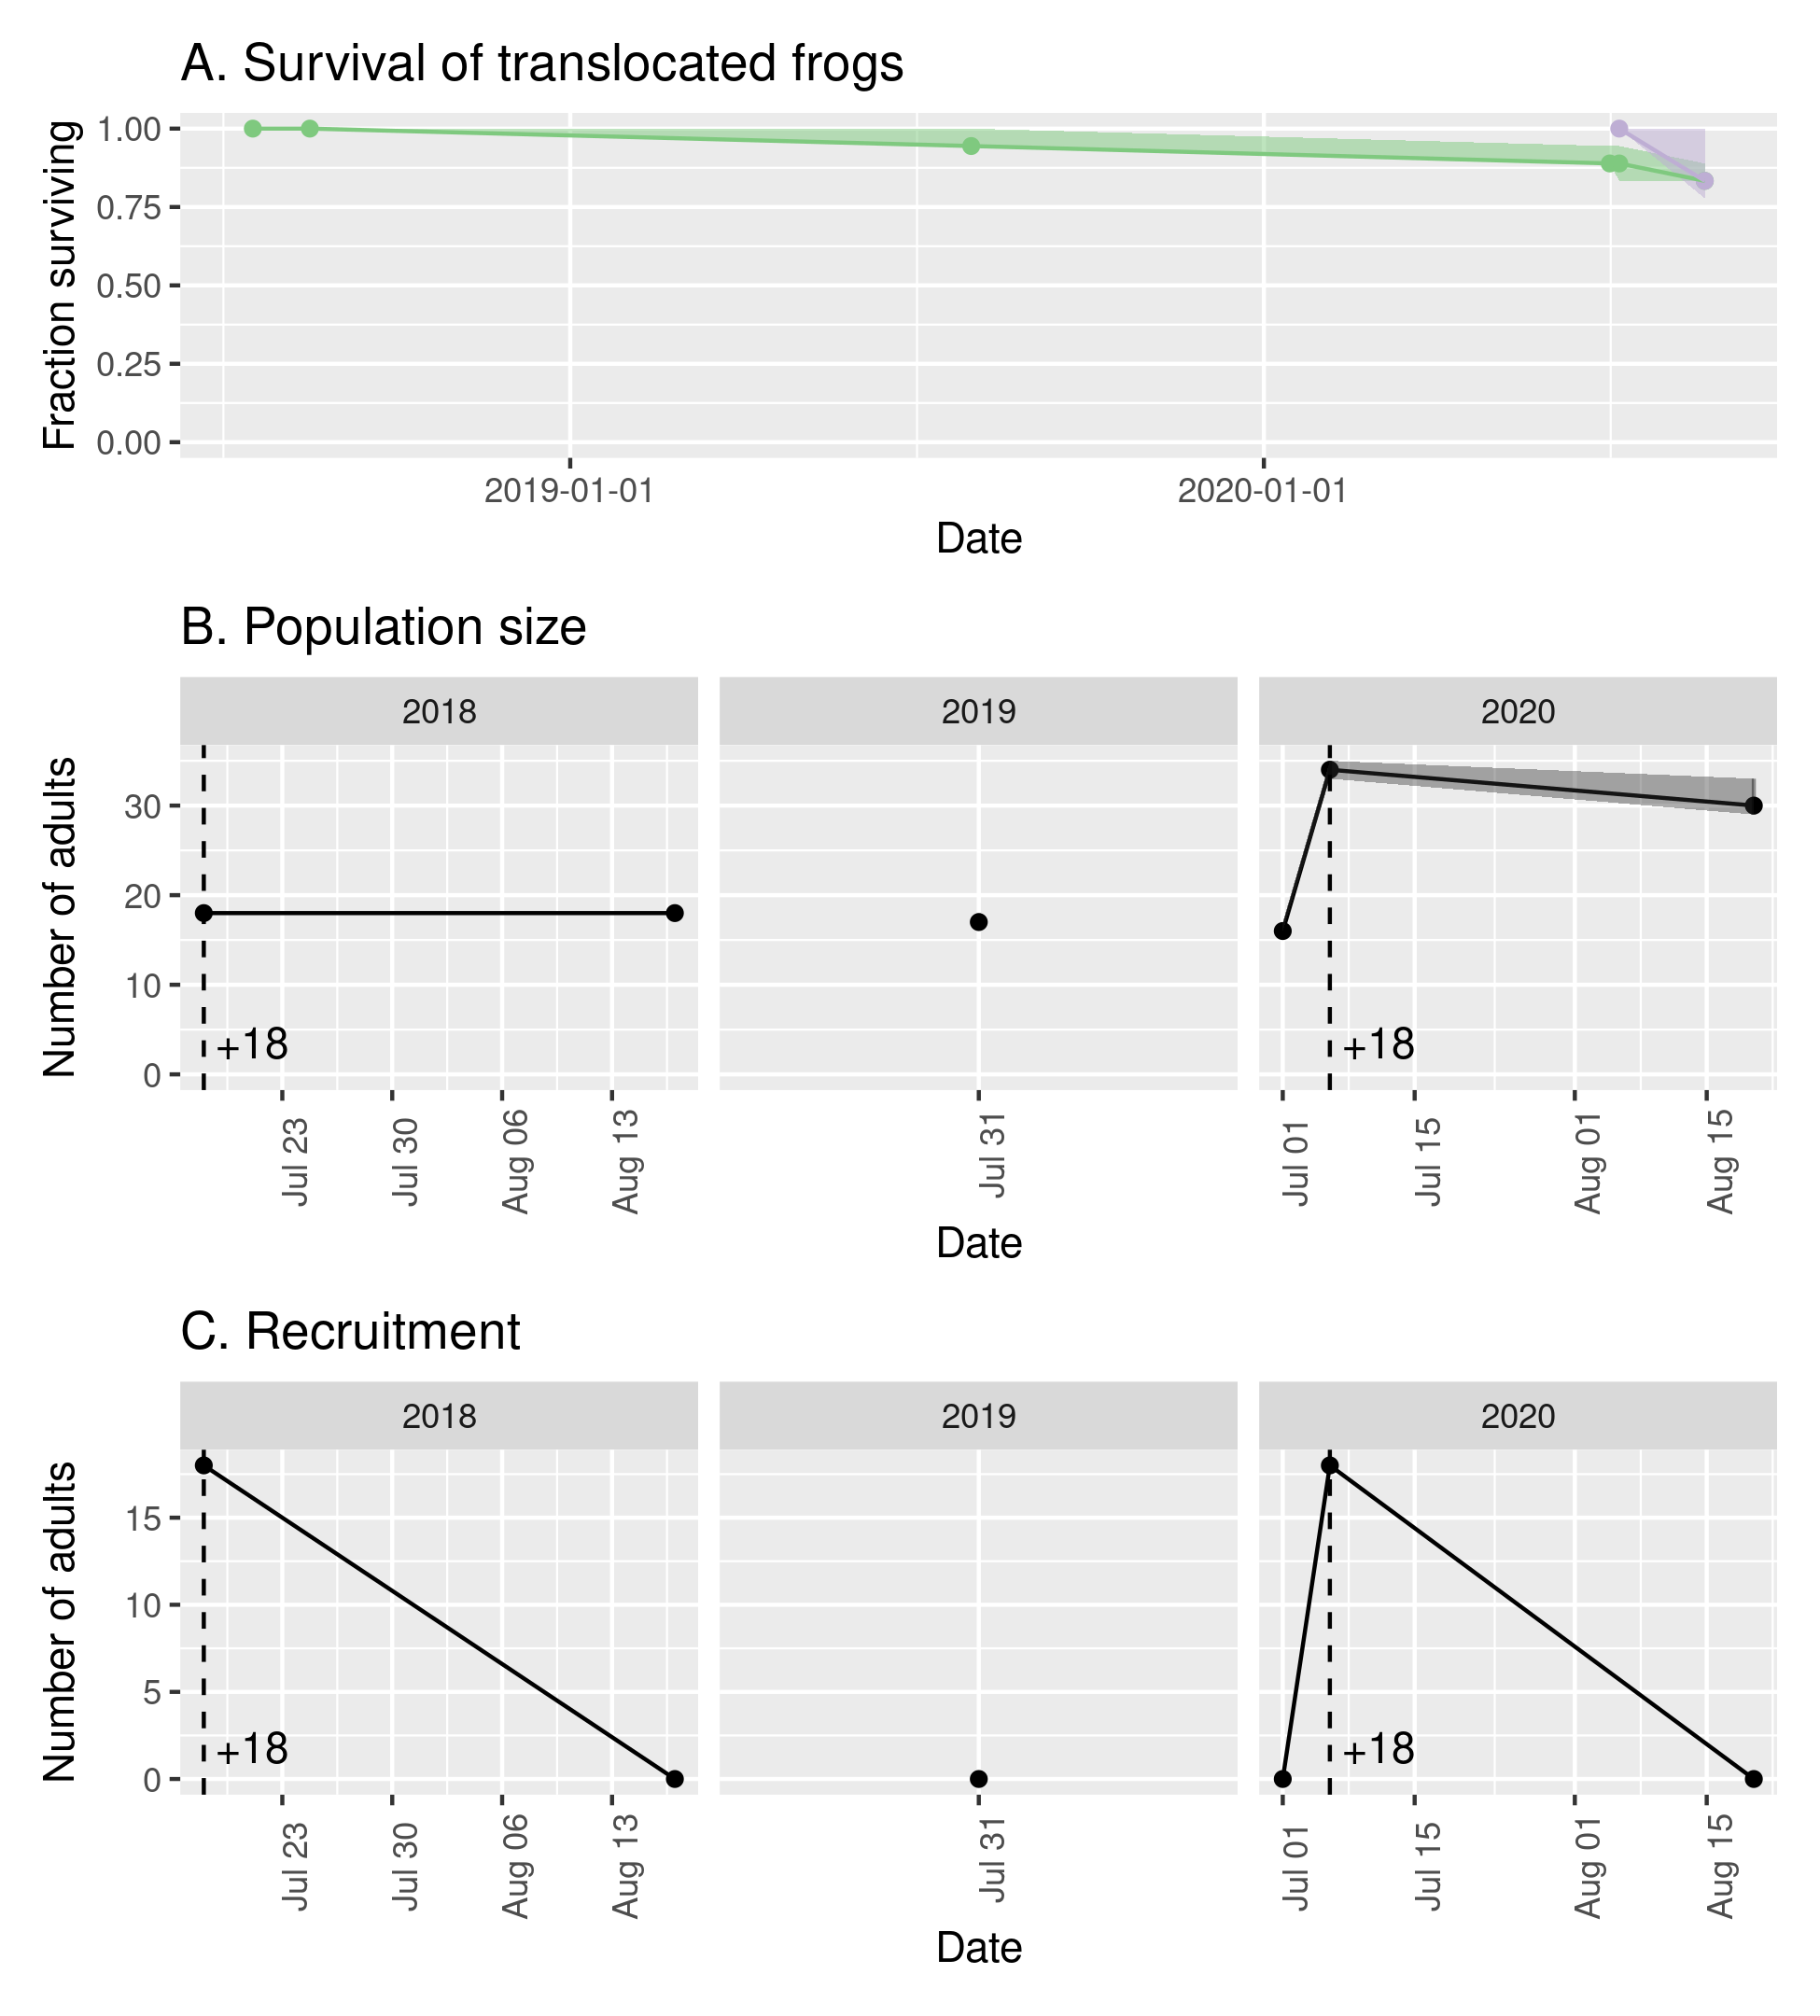 A. Survival of translocated frogs
Fraction surviving
1.00
0.75
0.50
0.25
0.00
2019-01-01 2020-01-01
Date
B. Population size
2018 2019 2020
Number of adults
30
20
10
0
+18 +18
Jul 23 Jul 30 Aug 06 Aug 13 Jul 31 Jul 01 Jul 15 Aug 01 Aug 15
Date
C. Recruitment
2018 2019 2020
Number of adults
15
10
5
0
+18 +18
Jul 23 Jul 30 Aug 06 Aug 13 Jul 31 Jul 01 Jul 15 Aug 01 Aug 15
Date